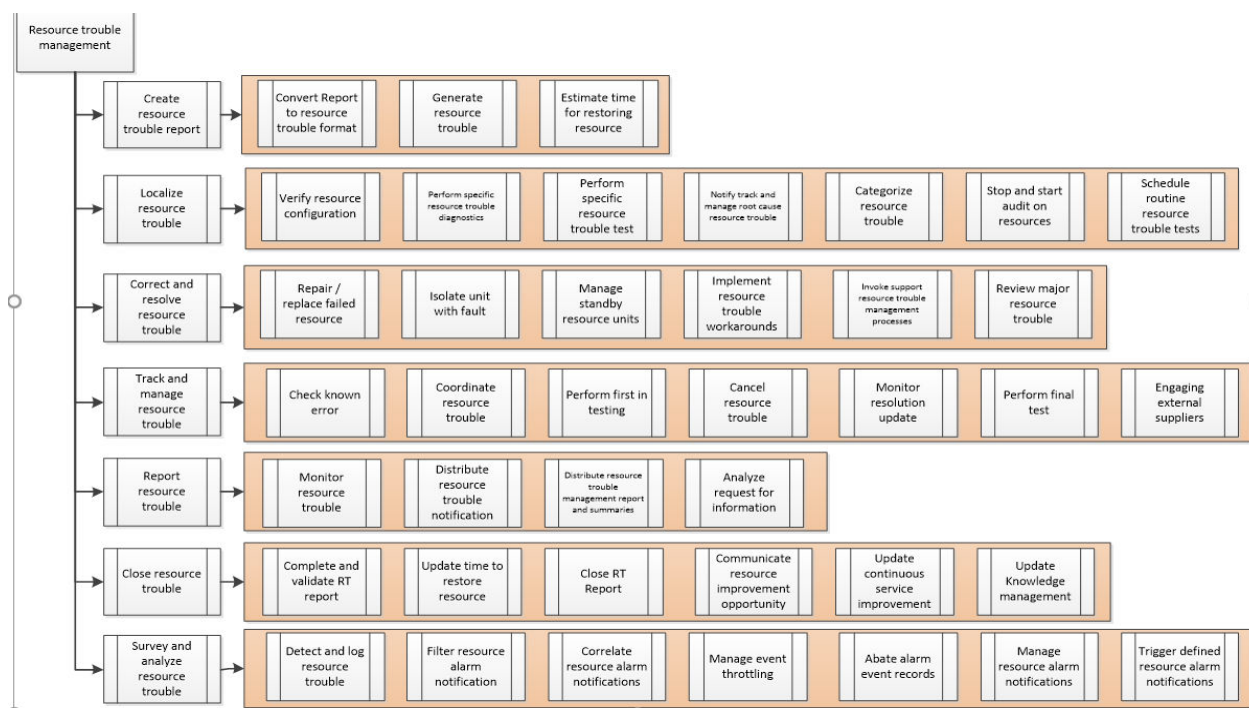 Resource trouble
management
Create
resource
trouble report
Convert Report
to resource
trouble format
Generate
resource
trouble
Estimate time
for restoring
resource
Localize
resource
trouble
Verify resource
configuration
Perform specific
resource trouble
diagnostics
Perform
specific
resource
trouble test
Notify track and
manage root cause
resource trouble
Categorize
resource
trouble
Stop and start
audit on
resources
Schedule
routine
resource
trouble tests
Correct and
resolve
resource
trouble
Repair /
replace failed
resource
Isolate unit
with fault
Manage
standby
resource units
Implement
resource
trouble
workarounds
Invoke support
resource trouble
management
processes
Review major
resource
trouble
Track and
manage
resource
trouble
Check known
error
Coordinate
resource
trouble
Perform first in
testing
Cancel
resource
trouble
Monitor
resolution
update
Perform final
test
Engaging
external
suppliers
Report
resource
trouble
Monitor
resource
trouble
Distribute
resource
trouble
notification
Distribute resource
trouble
management report
and summaries
Analyze
request for
information
Close resource
trouble
Complete and
validate RT
report
Update time to
restore
resource
Close RT
Report
Communicate
resource
improvement
opportunity
Update
continuous
service
improvement
Update
Knowledge
management
Survey and
analyze
resource
trouble
Detect and log
resource
trouble
Filter resource
alarm
notification
Correlate
resource alarm
notifications
Manage event
throttling
Abate alarm
event records
Manage
resource alarm
notifications
Trigger defined
resource alarm
notifications